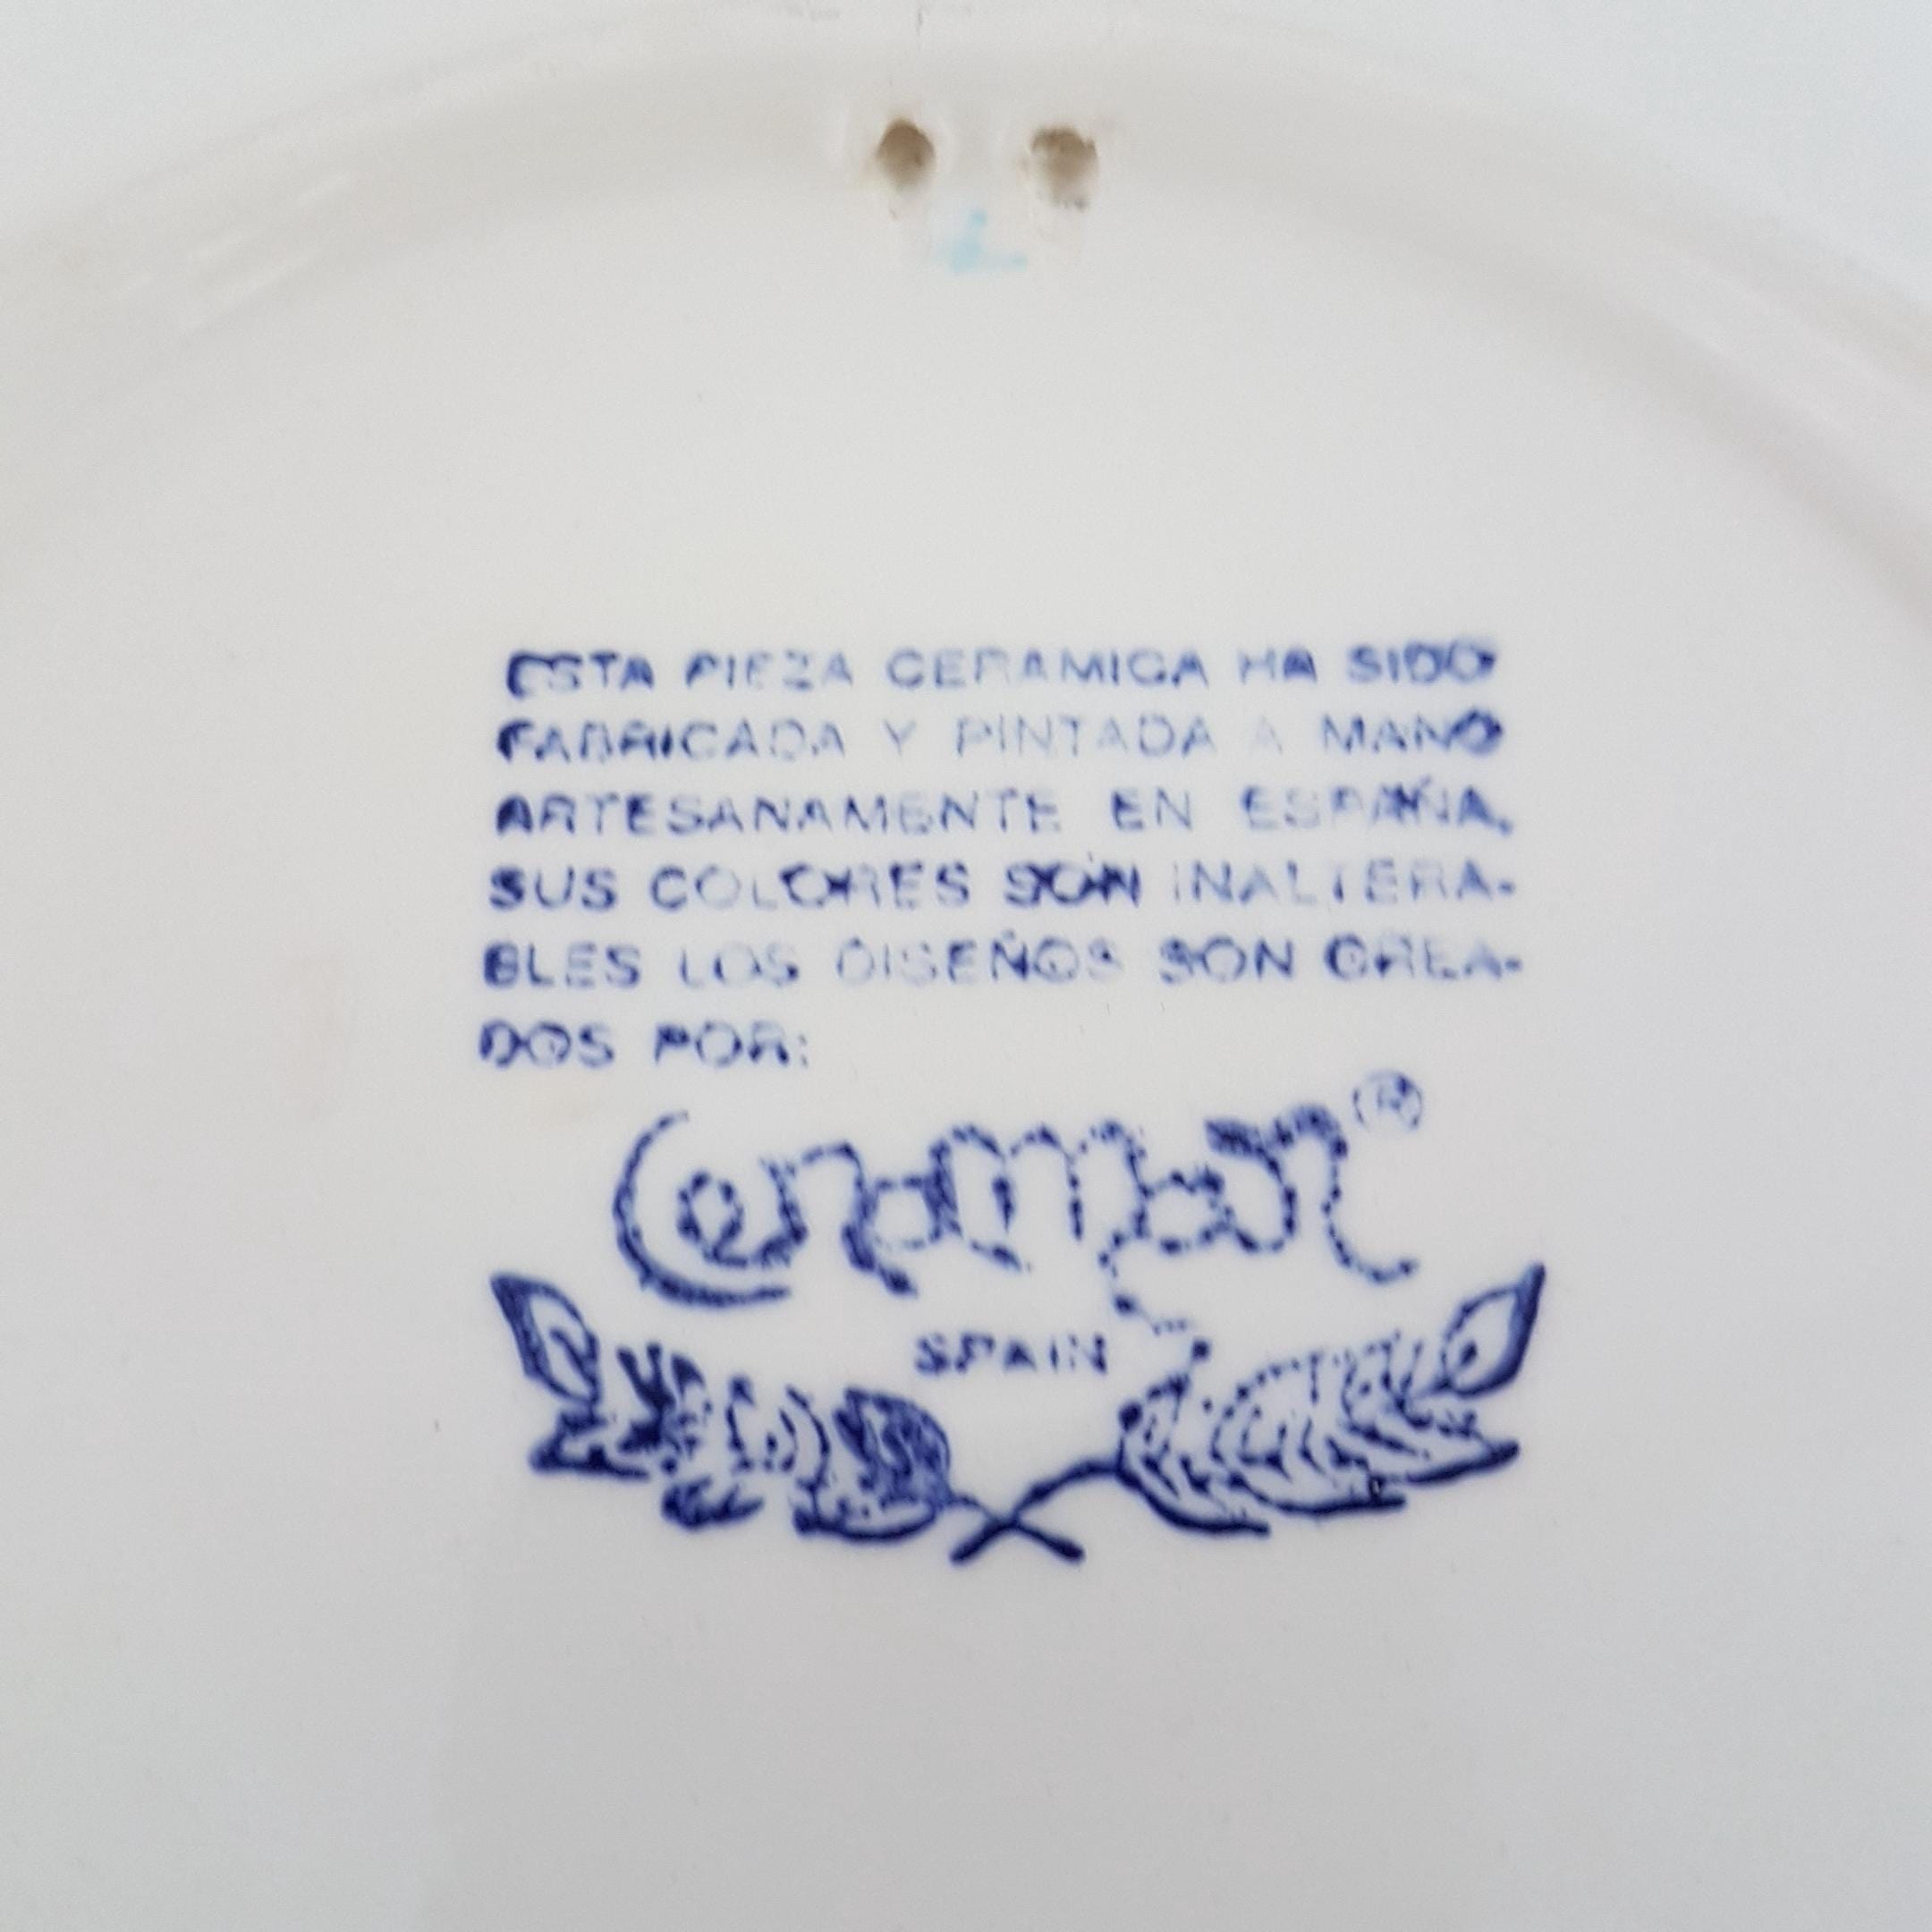 ESTA PIEZA CERAMICA HA SIDO
FABRICADA Y PINTADA A MANO
ARTESANAMENTE EN ESPAÑA.
SUS COLORES SON INALTERA-
BLES LOS DISEÑOS SON CREA-
DOS POR:
Ceramar ®
SPAIN